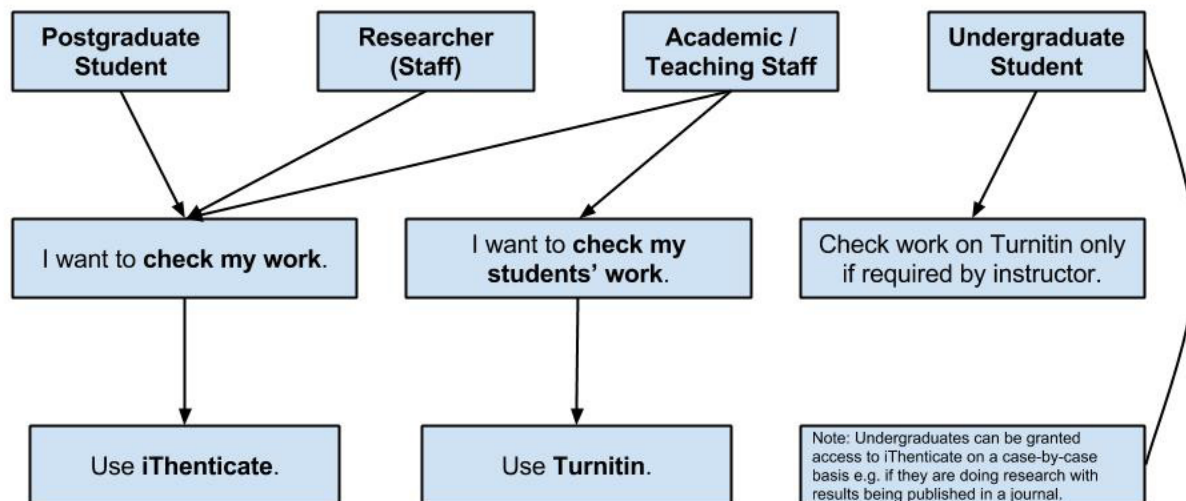 Postgraduate
Student
Researcher
(Staff)
Academic /
Teaching Staff
Undergraduate
Student
I want to check my work.
I want to check my
students’ work.
Check work on Turnitin only
if required by instructor.
Use iThenticate.
Use Turnitin.
Note: Undergraduates can be granted
access to iThenticate on a case-by-case
basis e.g. if they are doing research with
results being published in a journal.